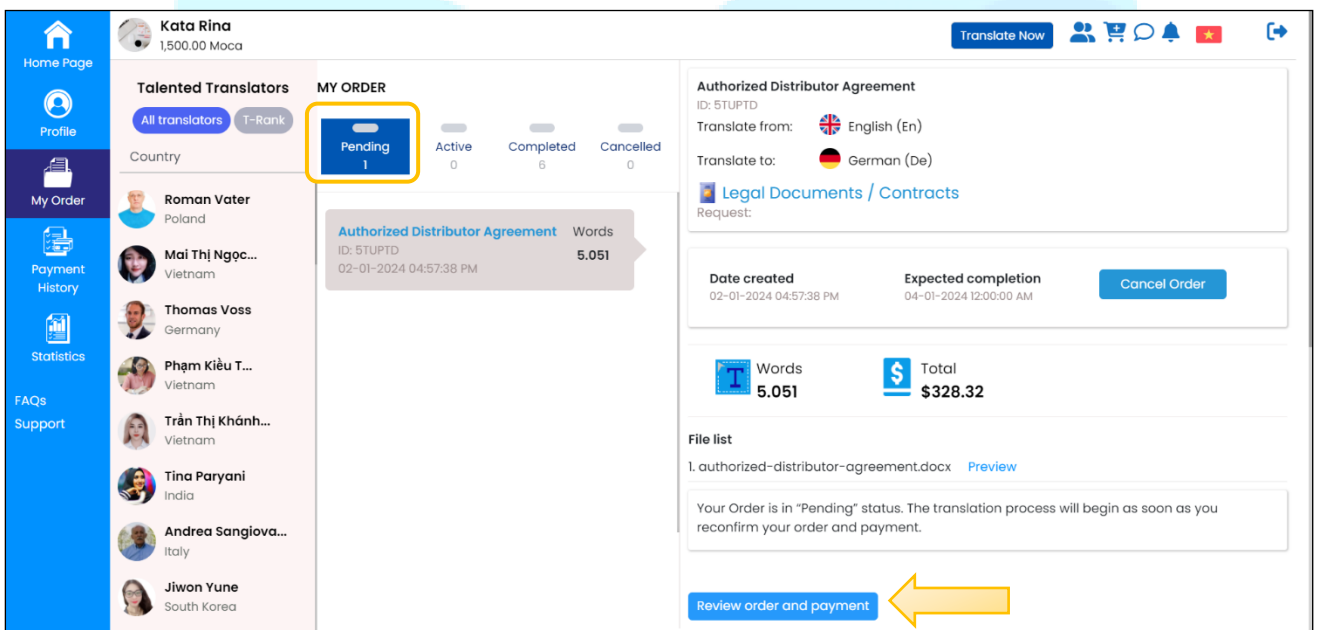 Home Page
Profile
My Order
Payment
History
Statistics
FAQs
Support
Kata Rina
1,500.00 Moca
Translate Now
Talented Translators
All translators
T-Rank
Country
Roman Vater
Poland
Mai Thị Ngọc...
Vietnam
Thomas Voss
Germany
Phạm Kiều T...
Vietnam
Trần Thị Khánh...
Vietnam
Tina Paryani
India
Andrea Sangiova...
Italy
Jiwon Yune
South Korea
MY ORDER
Pending
1
Active
0
Completed
6
Cancelled
0
Authorized Distributor Agreement Words
ID: 5TUPTD 5.051
02-01-2024 04:57:38 PM
Authorized Distributor Agreement
ID: 5TUPTD
Translate from: English (En)
Translate to: German (De)
Legal Documents / Contracts
Request:
Date created
02-01-2024 04:57:38 PM
Expected completion
04-01-2024 12:00:00 AM
Cancel Order
T
Words
5.051
$
Total
$328.32
File list
1. authorized-distributor-agreement.docx Preview
Your Order is in “Pending” status. The translation process will begin as soon as you
reconfirm your order and payment.
Review order and payment